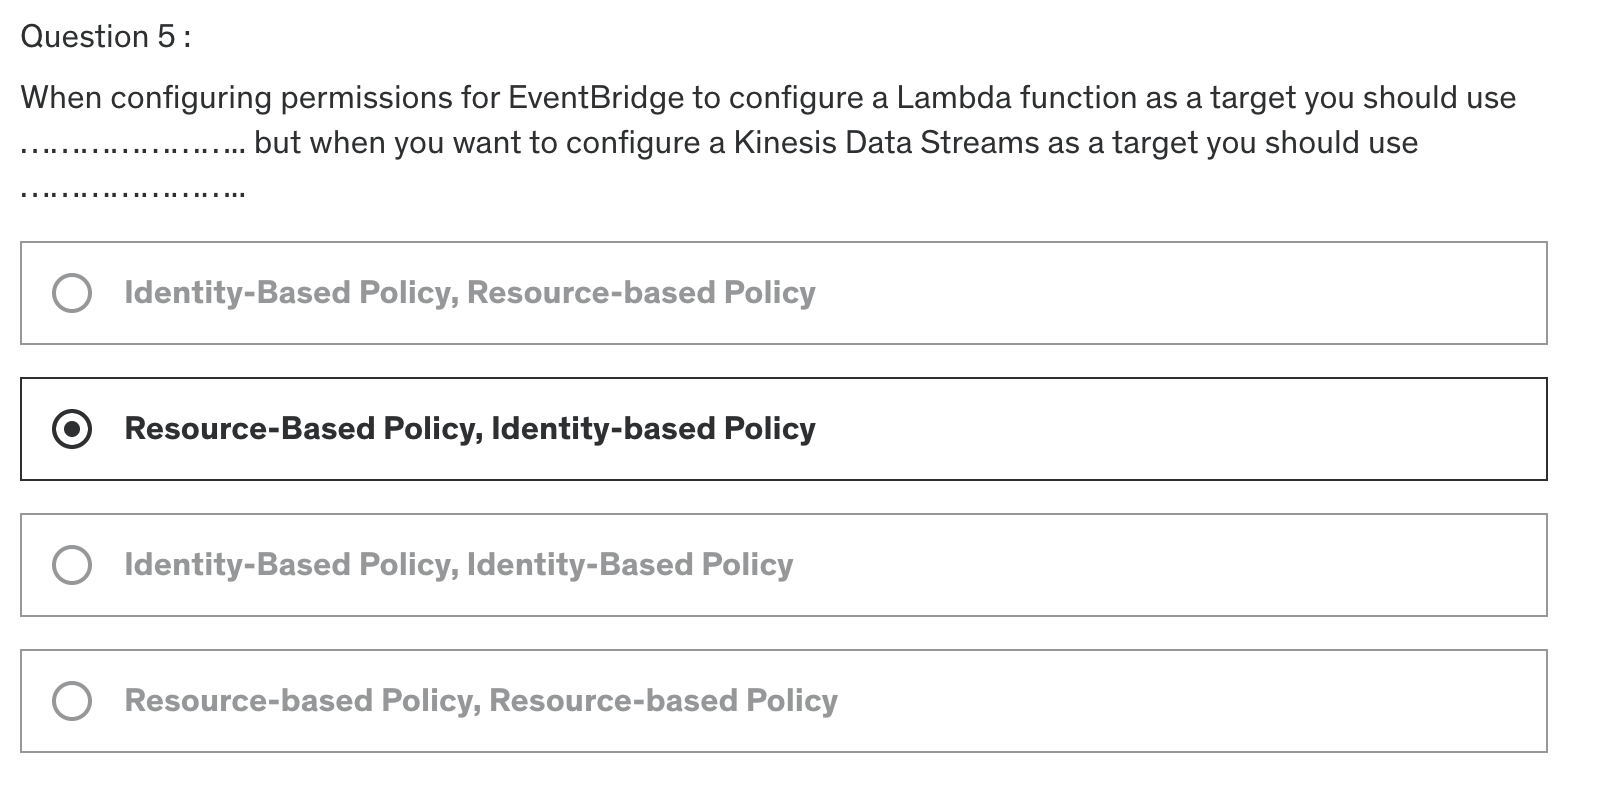 Question 5 :
When configuring permissions for EventBridge to configure a Lambda function as a target you should use
…………………….. but when you want to configure a Kinesis Data Streams as a target you should use
……………………..
Identity-Based Policy, Resource-based Policy
Resource-Based Policy, Identity-based Policy
Identity-Based Policy, Identity-Based Policy
Resource-based Policy, Resource-based Policy